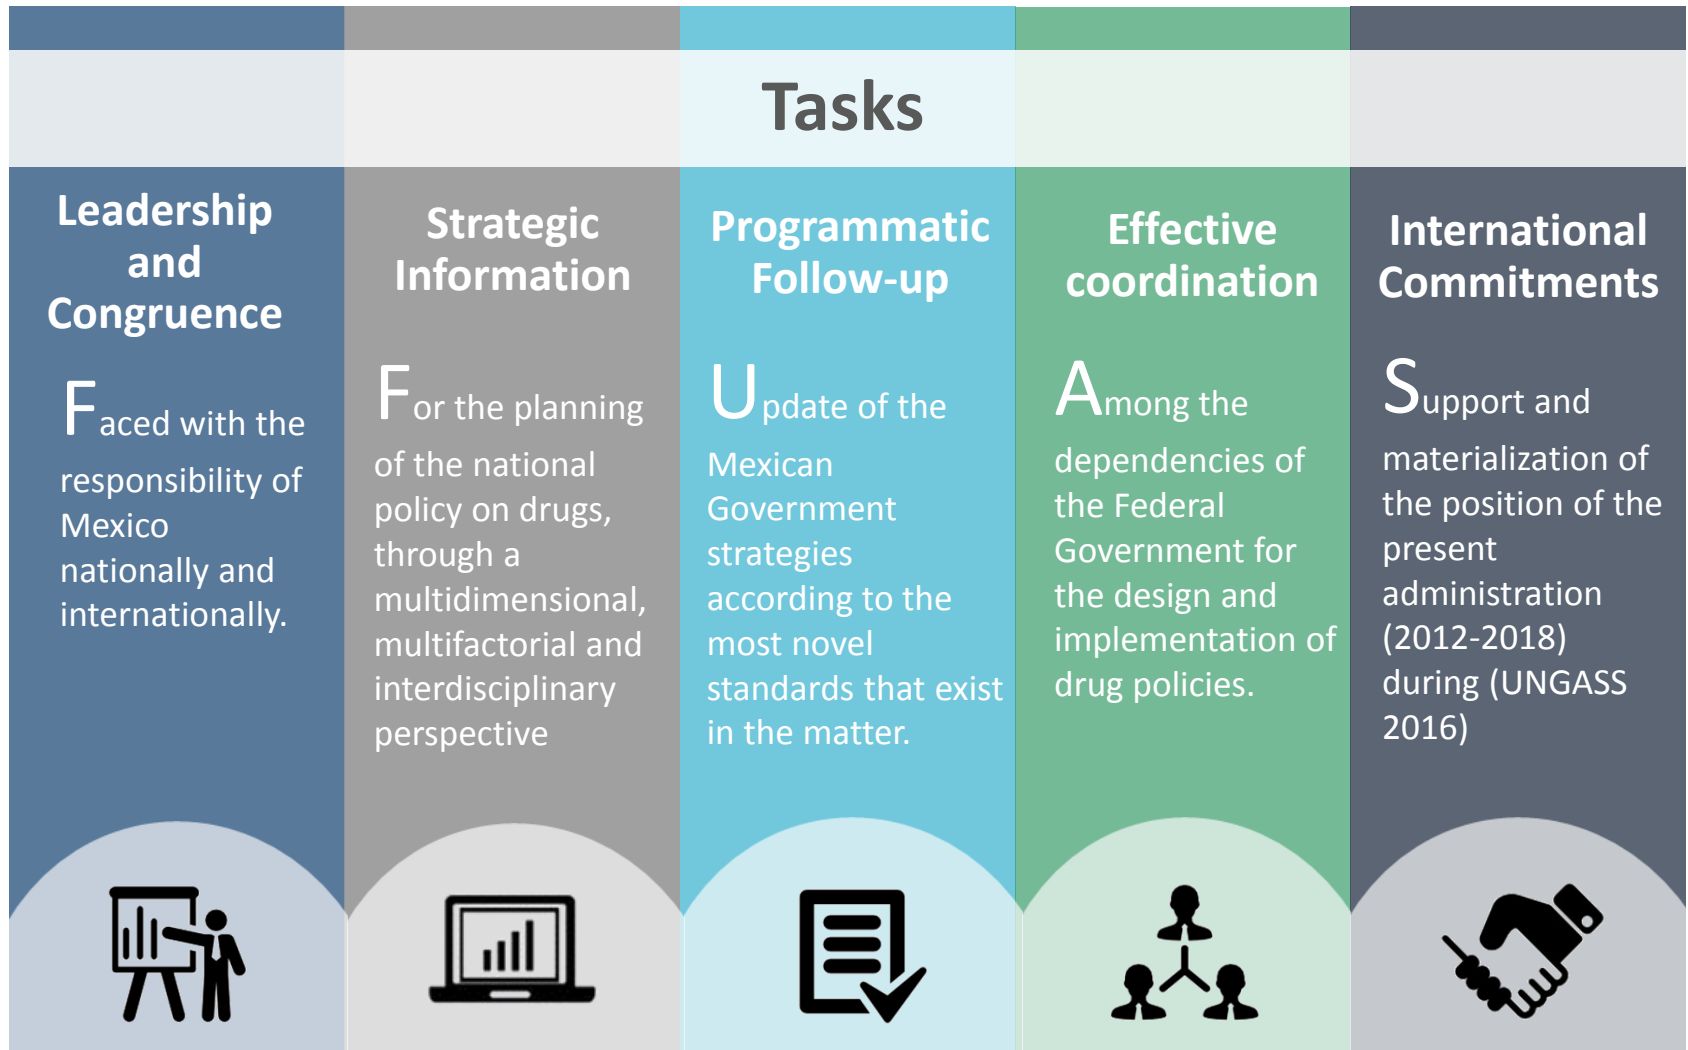 Tasks
Leadership
and
Congruence
Faced with the
responsibility of
Mexico
nationally and
internationally.
Strategic
Information
For the planning
of the national
policy on drugs,
through a
multidimensional,
multifactorial and
interdisciplinary
perspective
Programmatic
Follow-up
Update of the
Mexican
Government
strategies
according to the
most novel
standards that exist
in the matter.
Effective
coordination
Among the
dependencies of
the Federal
Government for
the design and
implementation of
drug policies.
International
Commitments
Support and
materialization of
the position of the
present
administration
(2012-2018)
during (UNGASS
2016)